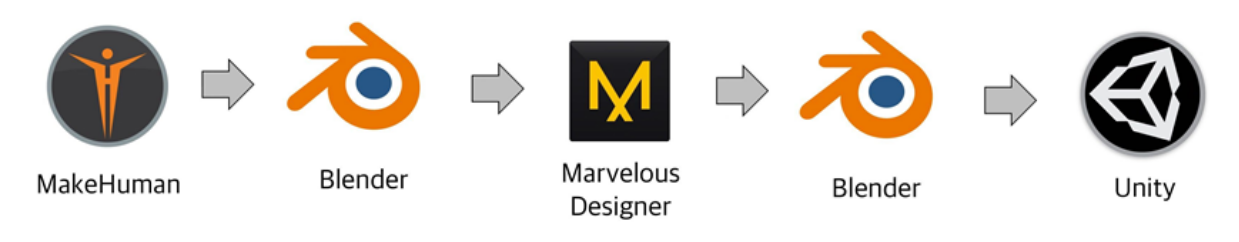 MakeHuman
Blender
Marvelous
Designer
Blender
Unity